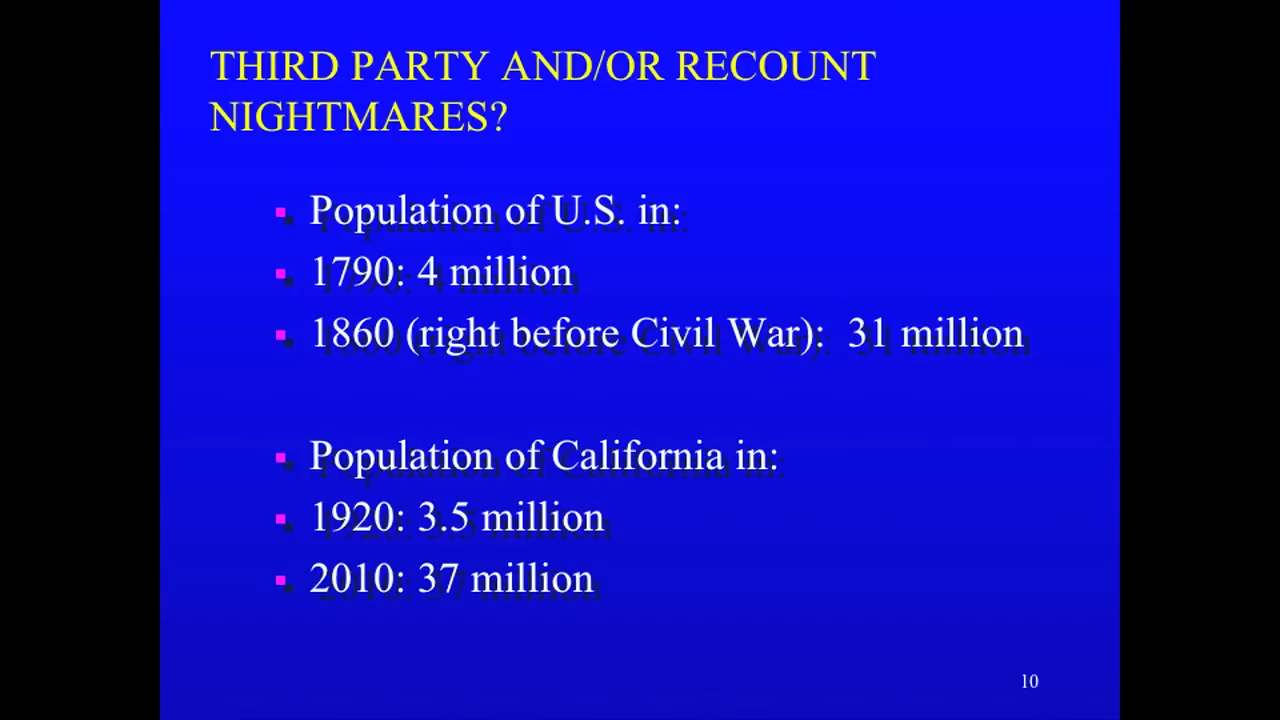 THIRD PARTY AND/OR RECOUNT
NIGHTMARES?
Population of U.S. in:
1790: 4 million
1860 (right before Civil War):  31 million
Population of California in:
1920: 3.5 million
2010: 37 million
10